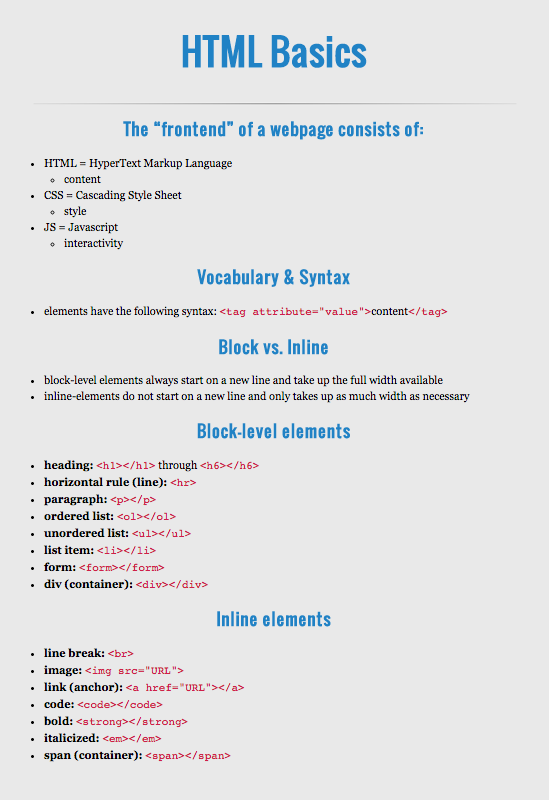 HTML Basics
The “frontend” of a webpage consists of:
• HTML = HyperText Markup Language
◦ content
• CSS = Cascading Style Sheet
◦ style
• JS = Javascript
◦ interactivity
Vocabulary & Syntax
• elements have the following syntax: <tag attribute="value">content</tag>
Block vs. Inline
• block-level elements always start on a new line and take up the full width available
• inline-elements do not start on a new line and only takes up as much width as necessary
Block-level elements
• heading: <h1></h1> through <h6></h6>
• horizontal rule (line): <hr>
• paragraph: <p></p>
• ordered list: <ol></ol>
• unordered list: <ul></ul>
• list item: <li></li>
• form: <form></form>
• div (container): <div></div>
Inline elements
• line break: <br>
• image: <img src="URL">
• link (anchor): <a href="URL"></a>
• code: <code></code>
• bold: <strong></strong>
• italicized: <em></em>
• span (container): <span></span>